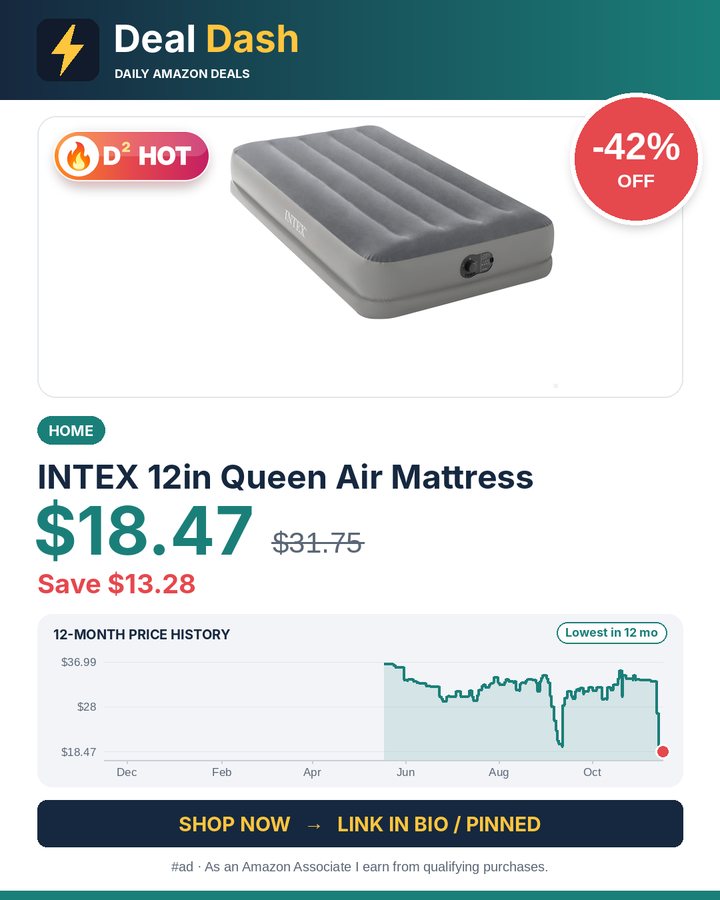 Deal Dash
DAILY AMAZON DEALS
D² HOT
-42%
OFF
INTEX
HOME
INTEX 12in Queen Air Mattress
$18.47 $31.75
Save $13.28
12-MONTH PRICE HISTORY
Lowest in 12 mo
$36.99
$28
$18.47
Dec Feb Apr Jun Aug Oct
SHOP NOW → LINK IN BIO / PINNED
#ad · As an Amazon Associate I earn from qualifying purchases.